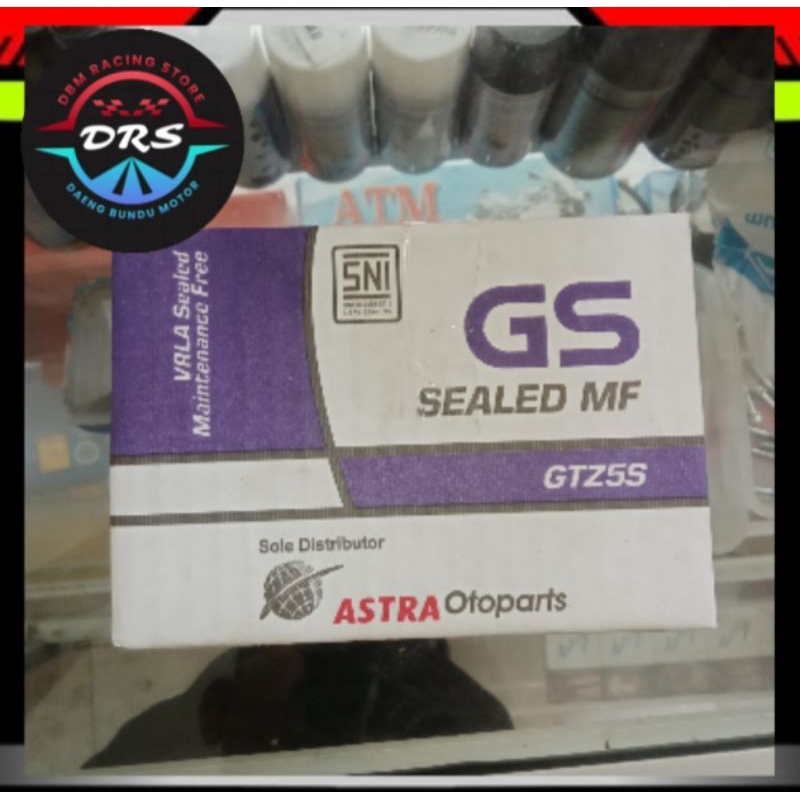 DBM RACING STORE
DRS
DAENG BUNDU MOTOR
ATM
VRLA Sealed
Maintenance Free
SNI
GS
SEALED MF
GTZ5S
Sole Distributor
ASTRA Otoparts